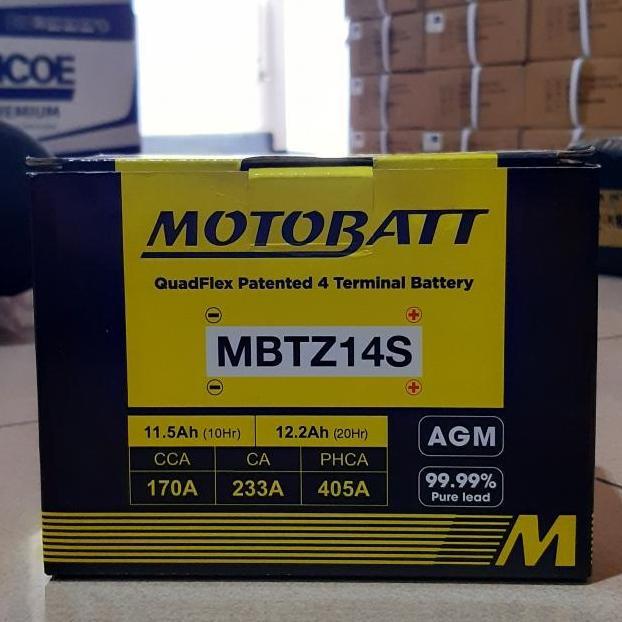 ICOE
MOTOBATT
QuadFlex Patented 4 Terminal Battery
- +
MBTZ14S
- +
11.5Ah (10Hr) 12.2Ah (20Hr)
CCA CA PHCA
170A 233A 405A
AGM
99.99%
Pure lead
M